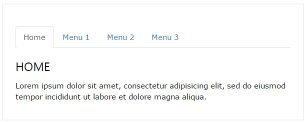 Home Menu 1 Menu 2 Menu 3
HOME
Lorem ipsum dolor sit amet, consectetur adipisicing elit, sed do eiusmod
tempor incididunt ut labore et dolore magna aliqua.